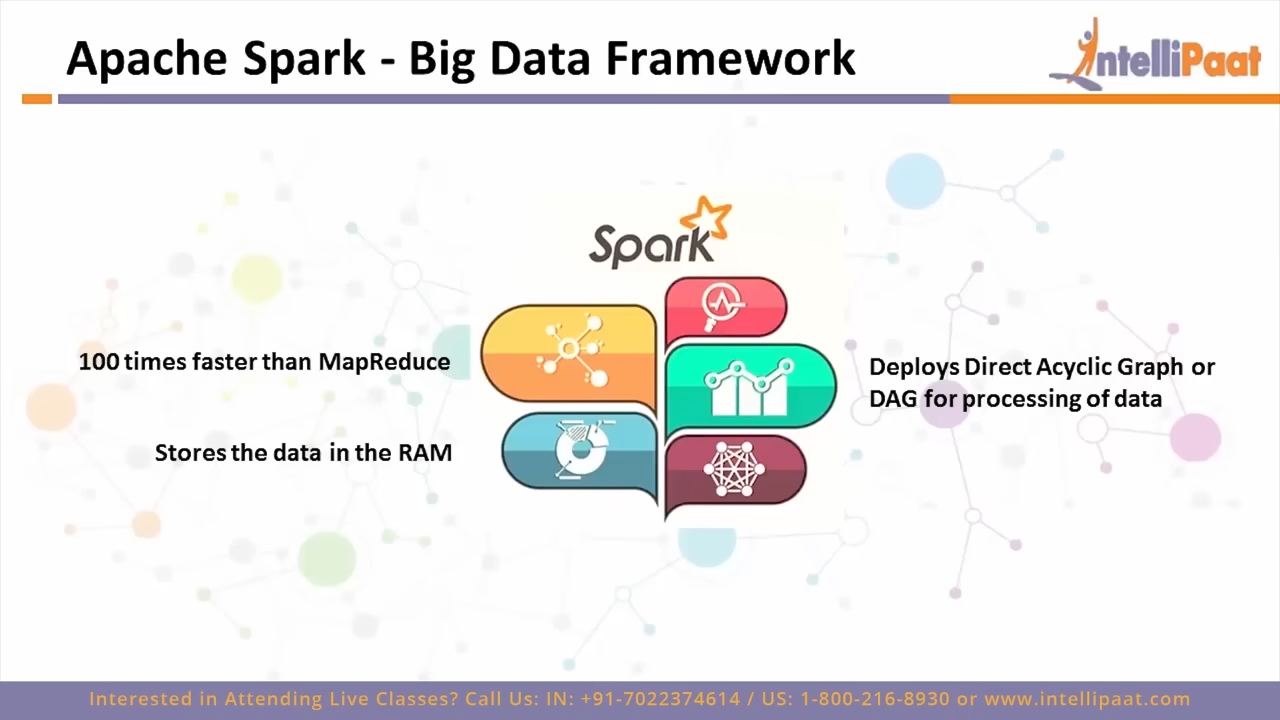 Apache Spark - Big Data Framework
IntelliPaat
Spark
100 times faster than MapReduce
Stores the data in the RAM
Deploys Direct Acyclic Graph or
DAG for processing of data
Interested in Attending Live Classes? Call Us: IN: +91-7022374614 / US: 1-800-216-8930 or www.intellipaat.com